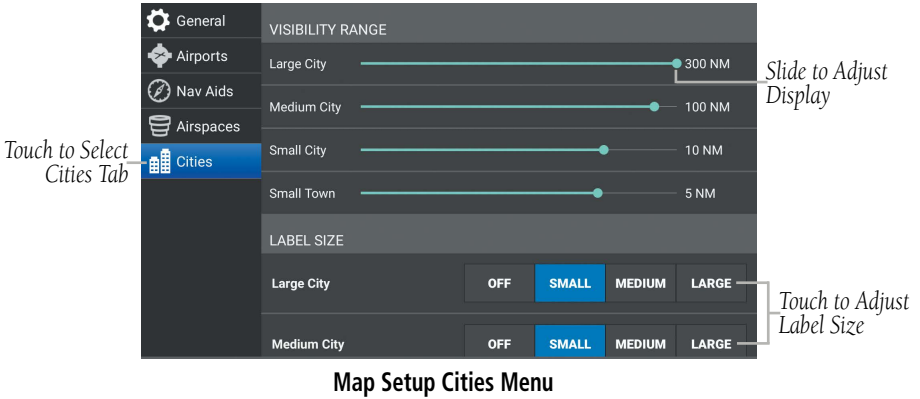 General
Airports
Nav Aids
Airspaces
Cities
VISIBILITY RANGE
Large City 300 NM
Medium City 100 NM
Small City 10 NM
Small Town 5 NM
LABEL SIZE
Large City OFF SMALL MEDIUM LARGE
Medium City OFF SMALL MEDIUM LARGE
Touch to Select
Cities Tab
Slide to Adjust
Display
Touch to Adjust
Label Size
Map Setup Cities Menu